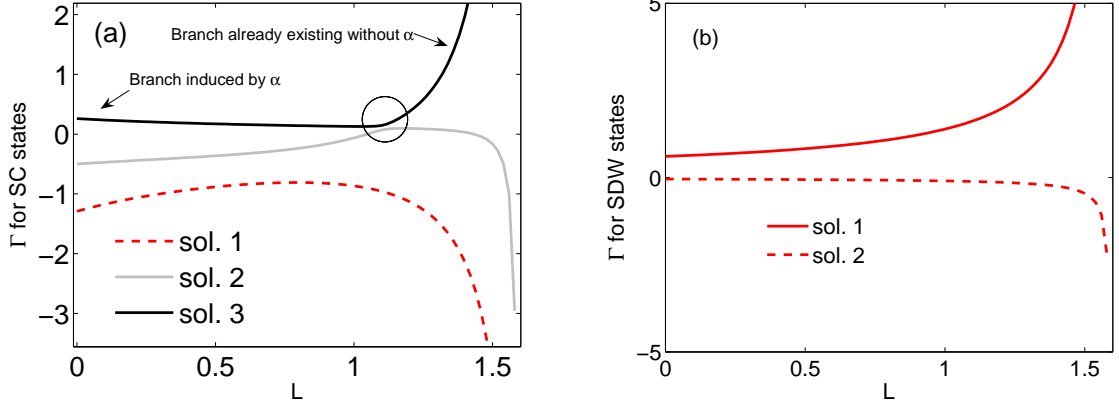 (a)
Branch already existing without α
Branch induced by α
Γ for SC states
2
1
0
−1
−2
−3
sol. 1
sol. 2
sol. 3
0
0.5
1
1.5
L
(b)
Γ for SDW states
5
0
−5
sol. 1
sol. 2
0
0.5
1
1.5
L